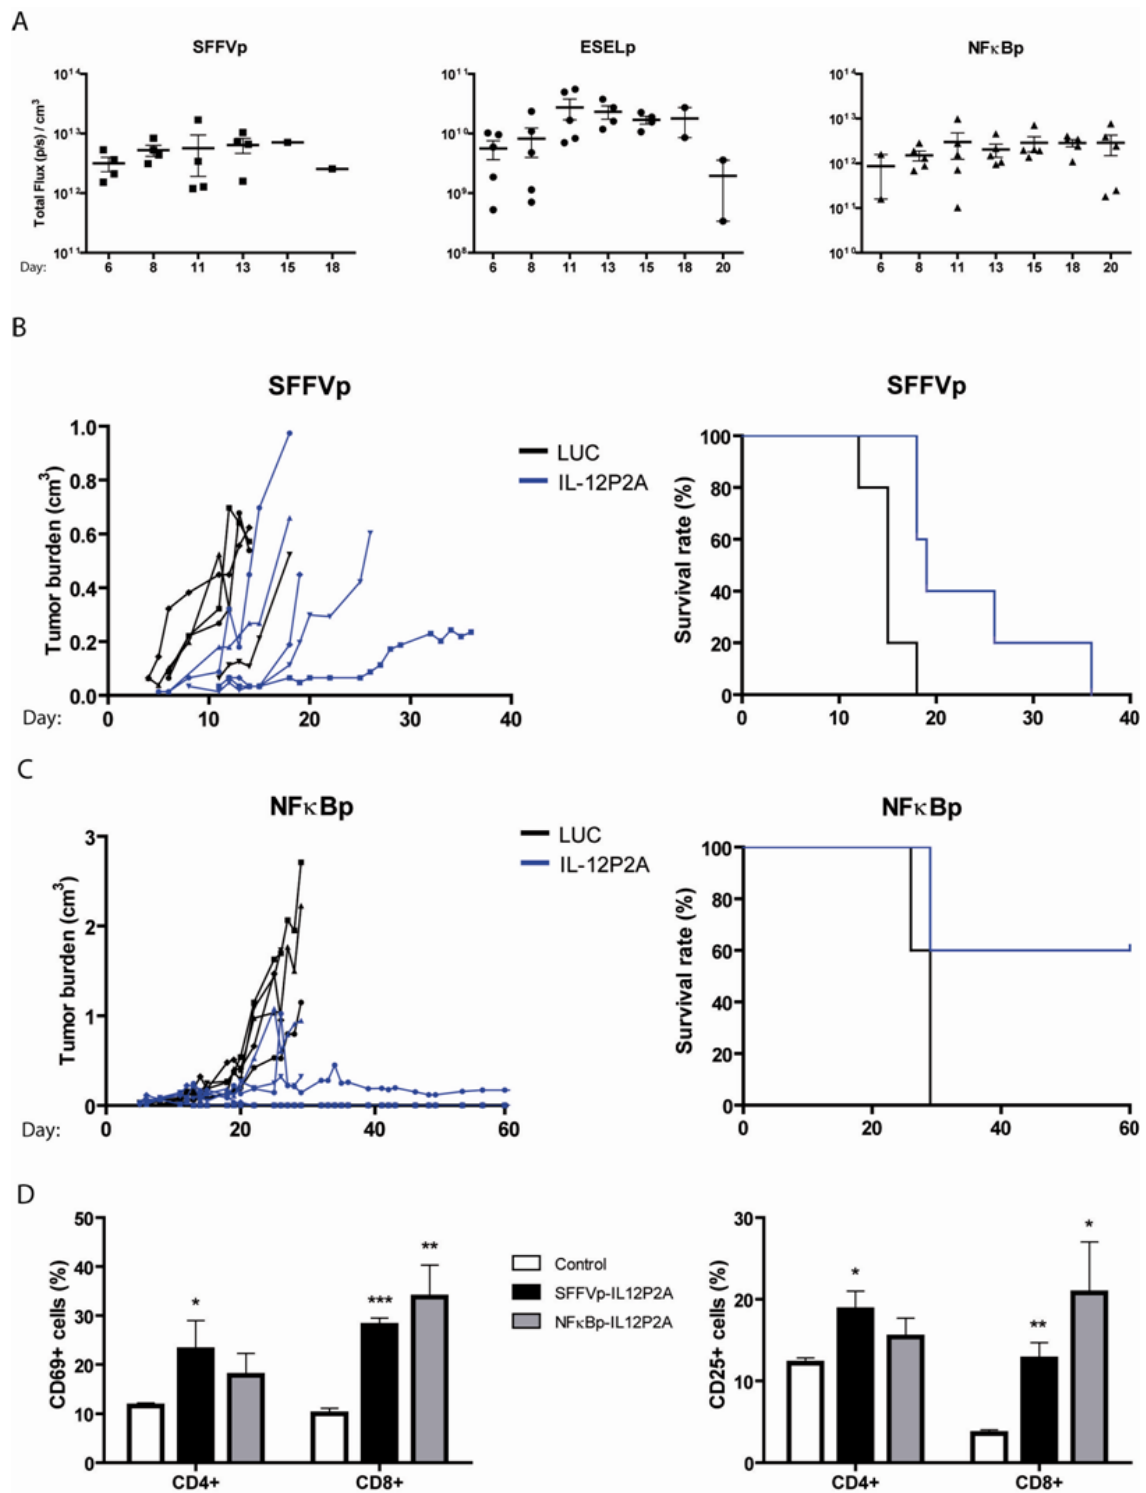 A
SFFVp
ESELp
NFκBp
Total Flux (p/s) / cm³
10¹⁴
10¹³
10¹²
10¹¹
Day:
6 8 11 13 15 18
10¹¹
10¹⁰
10⁹
10⁸
6 8 11 13 15 18 20
10¹⁴
10¹³
10¹²
10¹¹
10¹⁰
6 8 11 13 15 18 20
B
SFFVp
Tumor burden (cm³)
1.0
0.8
0.6
0.4
0.2
0.0
Day:
0 10 20 30 40
LUC
IL-12P2A
SFFVp
Survival rate (%)
100
80
60
40
20
0
0 10 20 30 40
C
NFκBp
Tumor burden (cm³)
3
2
1
0
Day:
0 20 40 60
LUC
IL-12P2A
NFκBp
Survival rate (%)
100
80
60
40
20
0
0 20 40 60
D
CD69+ cells (%)
50
40
30
20
10
0
*
***
**
CD4+ CD8+
Control
SFFVp-IL12P2A
NFκBp-IL12P2A
CD25+ cells (%)
30
20
10
0
*
**
*
CD4+ CD8+